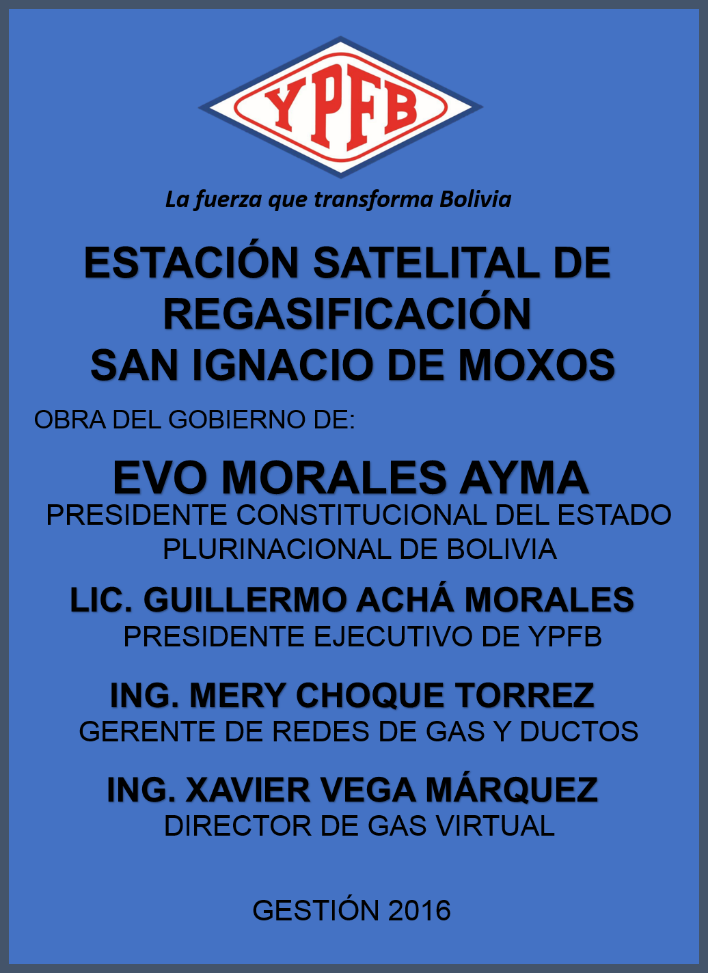 YPFB
La fuerza que transforma Bolivia
ESTACIÓN SATELITAL DE
REGASIFICACIÓN
SAN IGNACIO DE MOXOS
OBRA DEL GOBIERNO DE:
EVO MORALES AYMA
PRESIDENTE CONSTITUCIONAL DEL ESTADO
PLURINACIONAL DE BOLIVIA
LIC. GUILLERMO ACHÁ MORALES
PRESIDENTE EJECUTIVO DE YPFB
ING. MERY CHOQUE TORREZ
GERENTE DE REDES DE GAS Y DUCTOS
ING. XAVIER VEGA MÁRQUEZ
DIRECTOR DE GAS VIRTUAL
GESTIÓN 2016